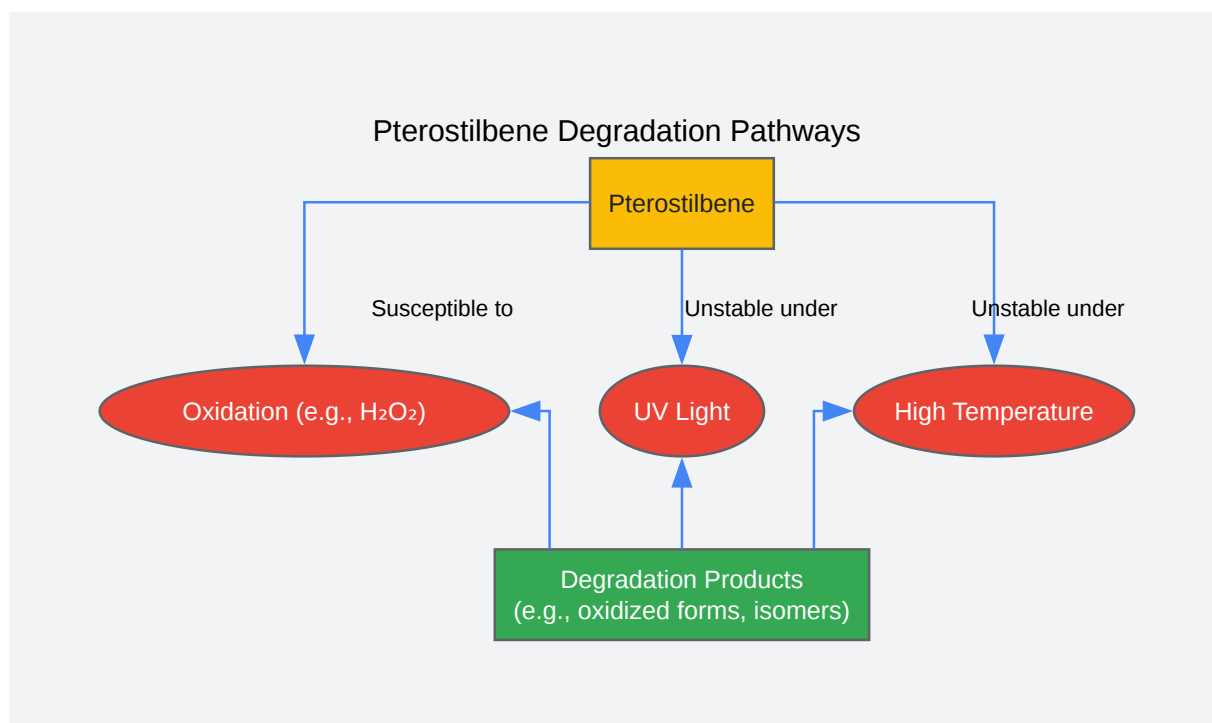 Pterostilbene Degradation Pathways
Pterostilbene
Susceptible to
Unstable under
Unstable under
Oxidation (e.g., H₂O₂)
UV Light
High Temperature
Degradation Products
(e.g., oxidized forms, isomers)